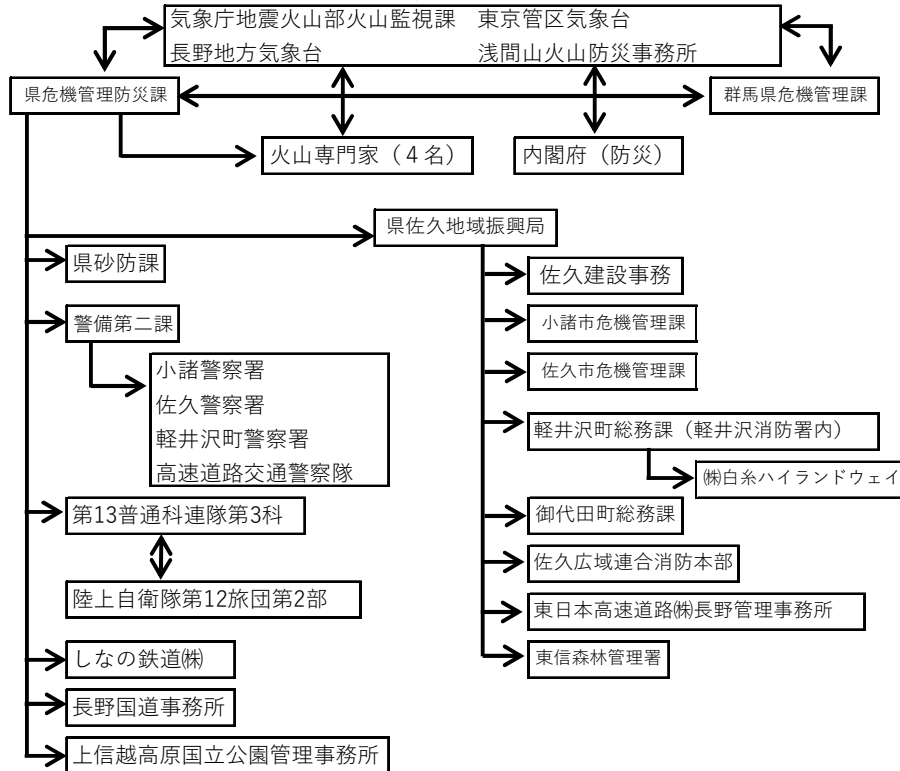 気象庁地震火山部火山監視課　東京管区気象台
長野地方気象台　浅間山火山防災事務所
県危機管理防災課
群馬県危機管理課
火山専門家（４名）
内閣府（防災）
県佐久地域振興局
県砂防課
佐久建設事務
警備第二課
小諸市危機管理課
小諸警察署
佐久警察署
軽井沢町警察署
高速道路交通警察隊
佐久市危機管理課
軽井沢町総務課（軽井沢消防署内）
㈱白糸ハイランドウェイ
第13普通科連隊第3科
御代田町総務課
佐久広域連合消防本部
陸上自衛隊第12旅団第2部
東日本高速道路㈱長野管理事務所
しなの鉄道㈱
東信森林管理署
長野国道事務所
上信越高原国立公園管理事務所